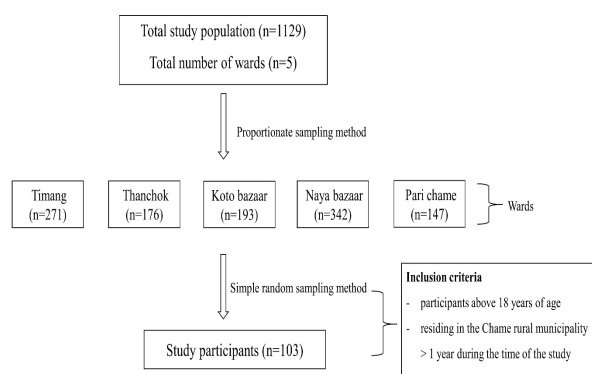 Total study population (n=1129)
Total number of wards (n=5)
Proportionate sampling method
Timang
(n=271)
Thanchok
(n=176)
Koto bazaar
(n=193)
Naya bazaar
(n=342)
Pari chame
(n=147)
Wards
Simple random sampling method
Inclusion criteria
- participants above 18 years of age
- residing in the Chame rural municipality
> 1 year during the time of the study
Study participants (n=103)